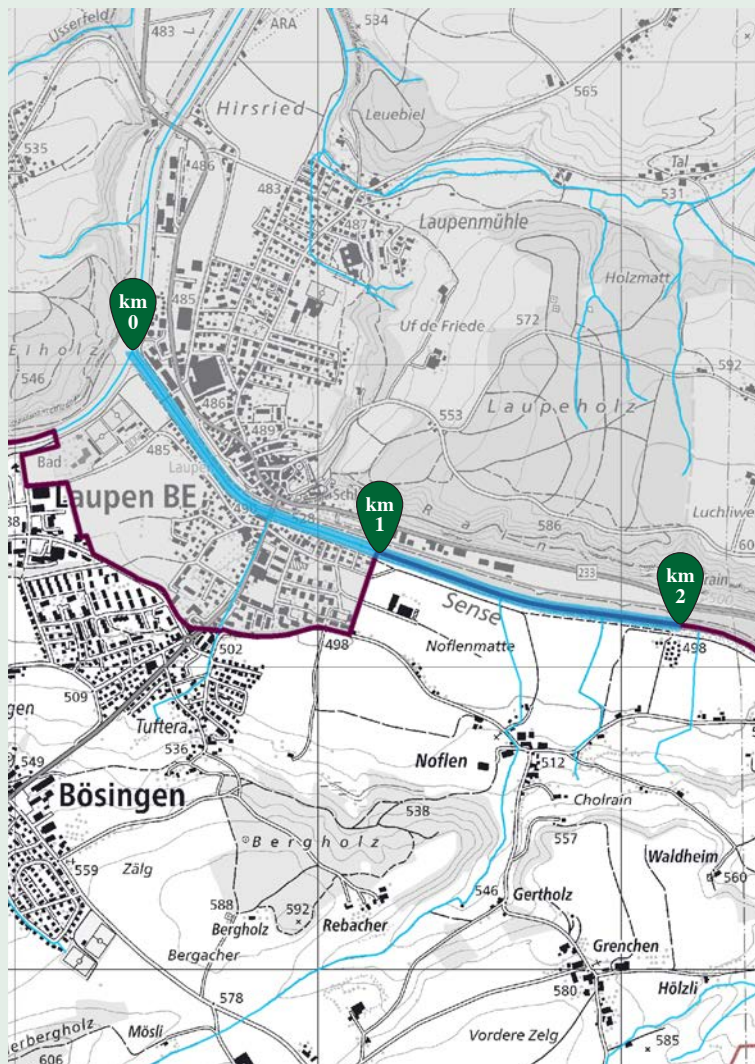 Usserfeld
483
ARA
534
Hirsried
Leuebiel
565
535
486
Tal
531
483
487
Laupenmühle
km
0
485
Holzmatt
Eiholz
546
Uf de Friede
572
592
486
553
Laupeholz
489
485
Bad
Laupen BE
km
1
Rain
586
Luchliwe
233
km
2
Sense
498
502
498
Noflenmatte
509
Tuftera
536
Noflen
512
549
Bösingen
538
Cholrain
557
Bergholz
Waldheim
559
Zälg
560
546
588
592
Gertholz
Bergholz
Rebacher
Grenchen
Bergacher
580
Hölzli
578
Mösli
Vordere Zelg
585
erbergholz
606